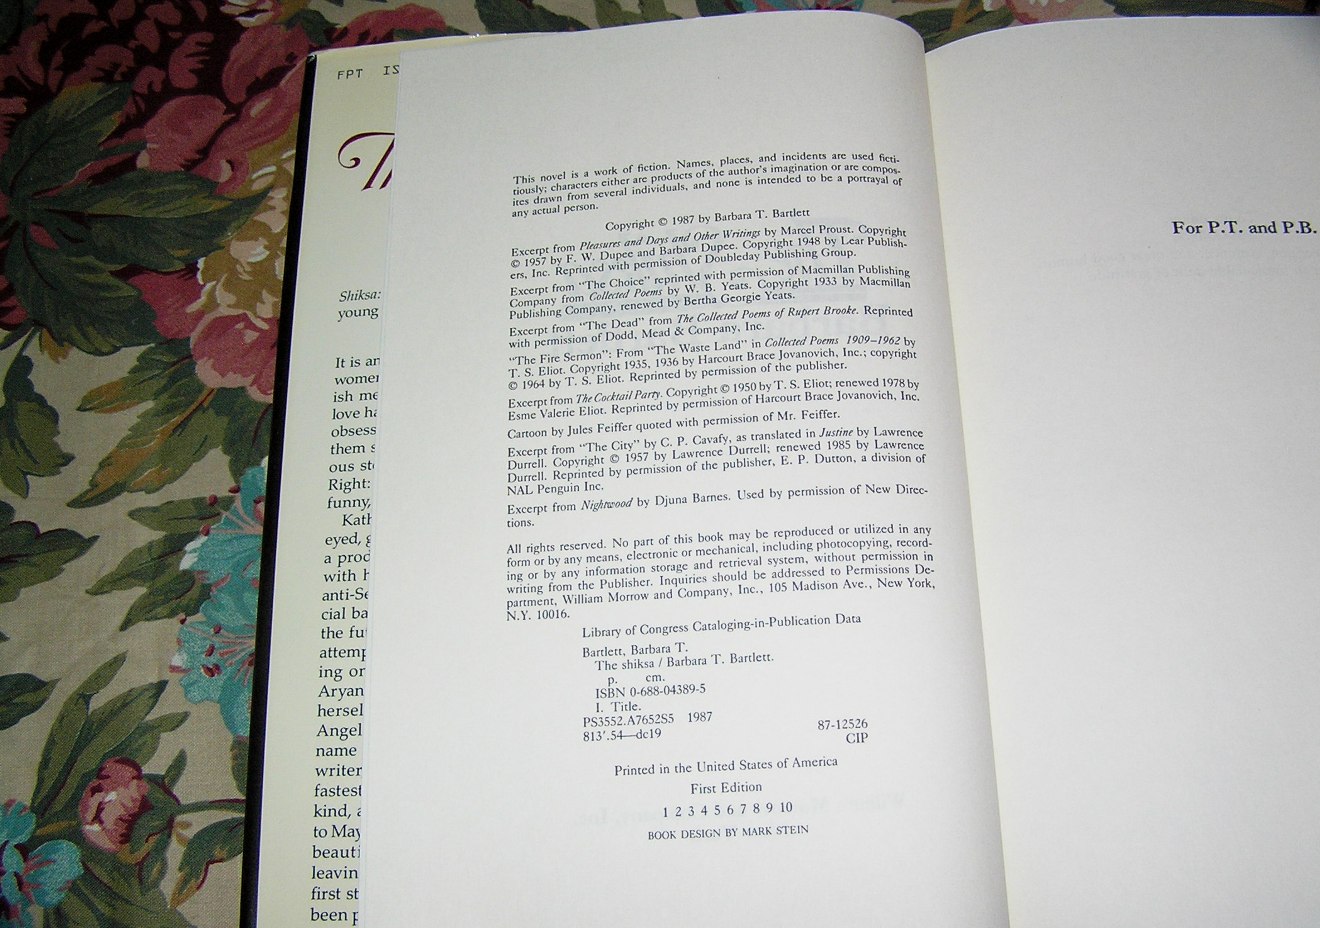 FPT IS
Shiksa:
young
It is an
women
ish me
love ha
obsess
them s
ous sto
Right:
funny,
Kath
eyed, g
a prod
with h
anti-Se
cial ba
the fu
attemp
ing or
Aryan
hersel
Angel
name
writer
fastest
kind, a
to May
beauti
leavin
first st
been p
This novel is a work of fiction. Names, places, and incidents are used ficti-
tiously; characters either are products of the author's imagination or are compos-
ites drawn from several individuals, and none is intended to be a portrayal of
any actual person.
Copyright © 1987 by Barbara T. Bartlett
Excerpt from Pleasures and Days and Other Writings by Marcel Proust. Copyright
© 1957 by F. W. Dupee and Barbara Dupee. Copyright 1948 by Lear Publish-
ers, Inc. Reprinted with permission of Doubleday Publishing Group.
Excerpt from "The Choice" reprinted with permission of Macmillan Publishing
Company from Collected Poems by W. B. Yeats. Copyright 1933 by Macmillan
Publishing Company, renewed by Bertha Georgie Yeats.
Excerpt from "The Dead" from The Collected Poems of Rupert Brooke. Reprinted
with permission of Dodd, Mead & Company, Inc.
"The Fire Sermon": From "The Waste Land" in Collected Poems 1909–1962 by
T. S. Eliot. Copyright 1935, 1936 by Harcourt Brace Jovanovich, Inc.; copyright
© 1964 by T. S. Eliot. Reprinted by permission of the publisher.
Excerpt from The Cocktail Party. Copyright © 1950 by T. S. Eliot; renewed 1978 by
Esme Valerie Eliot. Reprinted by permission of Harcourt Brace Jovanovich, Inc.
Cartoon by Jules Feiffer quoted with permission of Mr. Feiffer.
Excerpt from "The City" by C. P. Cavafy, as translated in Justine by Lawrence
Durrell. Copyright © 1957 by Lawrence Durrell; renewed 1985 by Lawrence
Durrell. Reprinted by permission of the publisher, E. P. Dutton, a division of
NAL Penguin Inc.
Excerpt from Nightwood by Djuna Barnes. Used by permission of New Direc-
tions.
All rights reserved. No part of this book may be reproduced or utilized in any
form or by any means, electronic or mechanical, including photocopying, record-
ing or by any information storage and retrieval system, without permission in
writing from the Publisher. Inquiries should be addressed to Permissions De-
partment, William Morrow and Company, Inc., 105 Madison Ave., New York,
N.Y. 10016.
Library of Congress Cataloging-in-Publication Data
Bartlett, Barbara T.
The shiksa / Barbara T. Bartlett.
p. cm.
ISBN 0-688-04389-5
I. Title.
PS3552.A7652S5 1987
813'.54—dc19
87-12526
CIP
Printed in the United States of America
First Edition
1 2 3 4 5 6 7 8 9 10
BOOK DESIGN BY MARK STEIN
For P.T. and P.B.